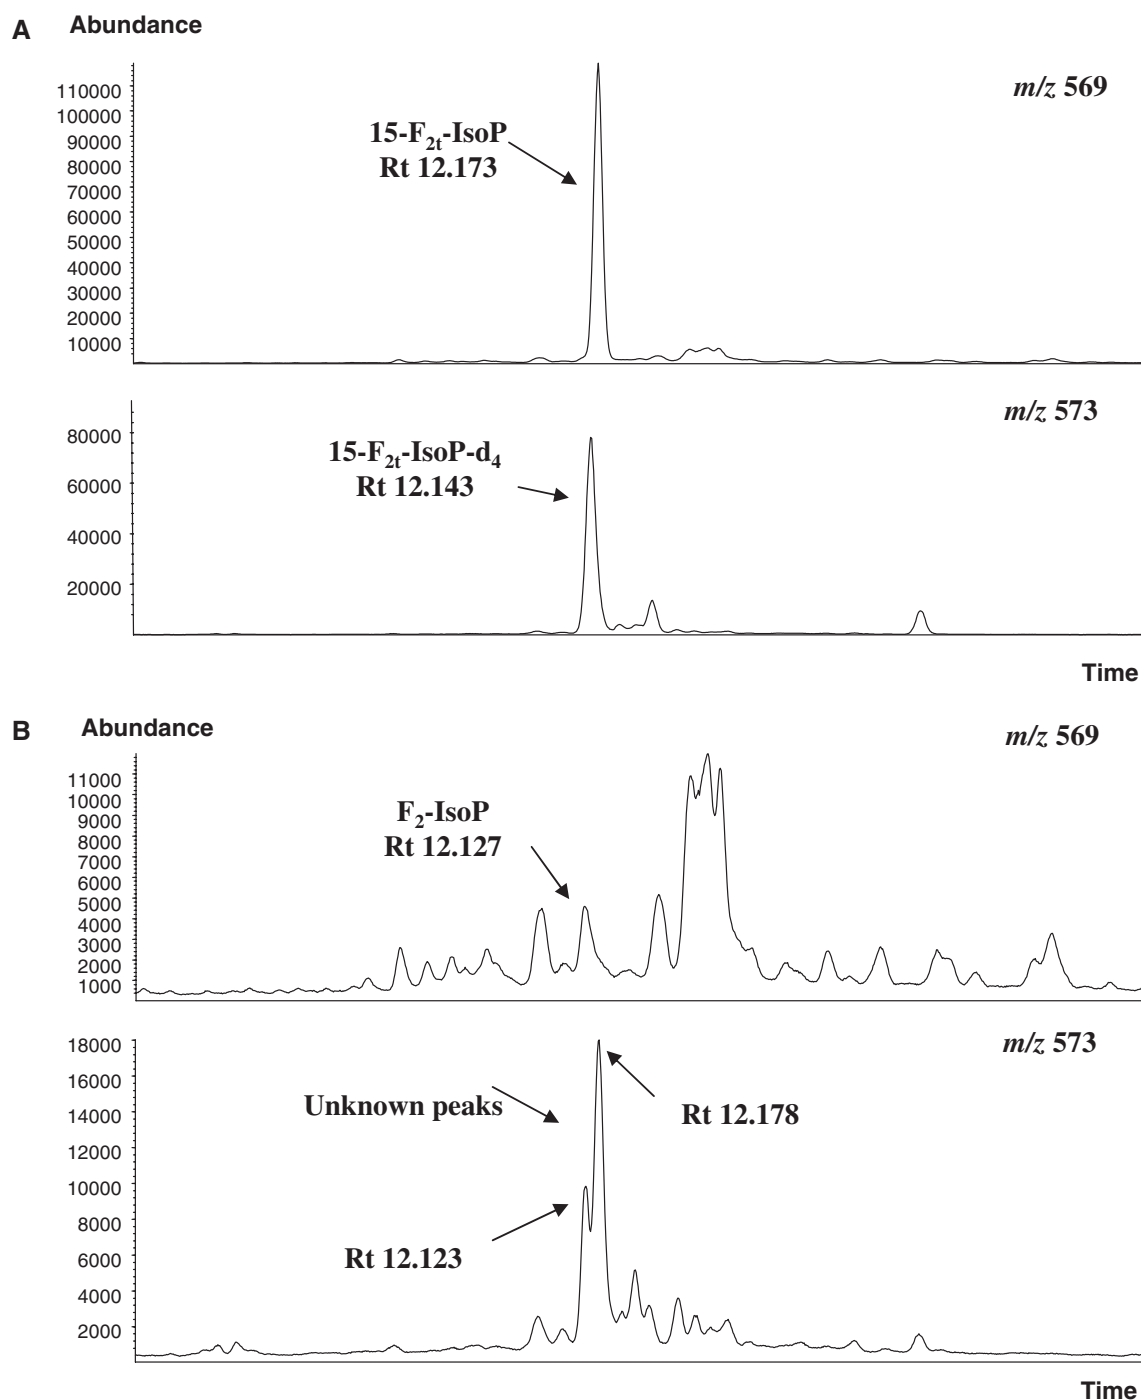 A Abundance
m/z 569
110000
100000
90000
80000
70000
60000
50000
40000
30000
20000
10000
15-F2t-IsoP
Rt 12.173
m/z 573
80000
60000
40000
20000
15-F2t-IsoP-d4
Rt 12.143
Time
B Abundance
m/z 569
11000
10000
9000
8000
7000
6000
5000
4000
3000
2000
1000
F2-IsoP
Rt 12.127
m/z 573
18000
16000
14000
12000
10000
8000
6000
4000
2000
Unknown peaks
Rt 12.178
Rt 12.123
Time